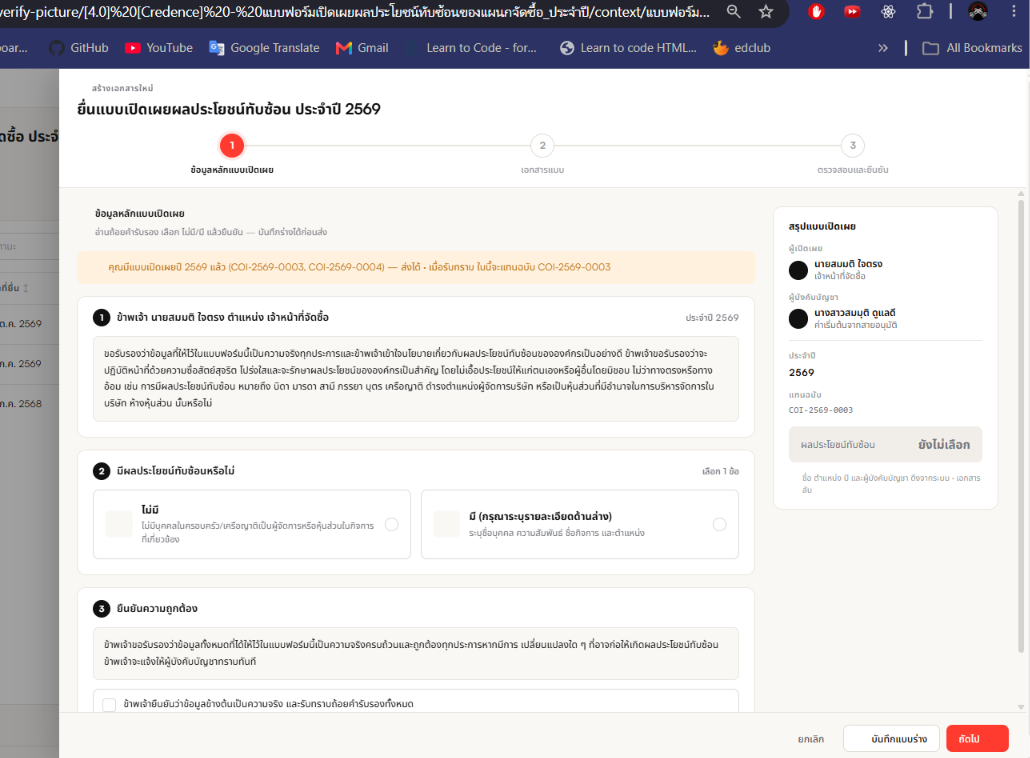 verify-picture/[4.0]%20[Credence]%20-%20แบบฟอร์มเปิดเผยผลประโยชน์ทับซ้อนของแผนกจัดซื้อ_ประจำปี/context/แบบฟอร์ม...
oar...
GitHub
YouTube
Google Translate
Gmail
Learn to Code - for...
Learn to code HTML...
edclub
»
All Bookmarks
สร้างเอกสารใหม่
ยื่นแบบเปิดเผยผลประโยชน์ทับซ้อน ประจำปี 2569
1
2
3
ข้อมูลหลักแบบเปิดเผย
เอกสารแนบ
ตรวจสอบและยืนยัน
ดซื้อ ประจำ
ที่ยื่น
ต.ค. 2569
ก.ค. 2569
ก.ค. 2568
ข้อมูลหลักแบบเปิดเผย
อ่านถ้อยคำรับรอง เลือก ไม่มี/มี แล้วยืนยัน — บันทึกร่างได้ก่อนส่ง
คุณมีแบบเปิดเผยปี 2569 แล้ว (COI-2569-0003, COI-2569-0004) — ส่งได้ · เมื่อรับทราบ ใบนี้จะแทนฉบับ COI-2569-0003
1 ข้าพเจ้า นายสมมติ ใจตรง ตำแหน่ง เจ้าหน้าที่จัดซื้อ
ประจำปี 2569
ขอรับรองว่าข้อมูลที่ให้ไว้ในแบบฟอร์มนี้เป็นความจริงทุกประการและข้าพเจ้าเข้าใจนโยบายเกี่ยวกับผลประโยชน์ทับซ้อนขององค์กรเป็นอย่างดี ข้าพเจ้าขอรับรองว่าจะ
ปฏิบัติหน้าที่ด้วยความซื่อสัตย์สุจริต โปร่งใสและจะรักษาผลประโยชน์ขององค์กรเป็นสำคัญ โดยไม่เอื้อประโยชน์ให้แก่ตนเองหรือผู้อื่นโดยมิชอบ ไม่ว่าทางตรงหรือทาง
อ้อม เช่น การมีผลประโยชน์ทับซ้อน หมายถึง บิดา มารดา สามี ภรรยา บุตร เครือญาติ ดำรงตำแหน่งผู้จัดการบริษัท หรือเป็นหุ้นส่วนที่มีอำนาจในการบริหารจัดการใน
บริษัท ห้างหุ้นส่วน นั้นหรือไม่
2 มีผลประโยชน์ทับซ้อนหรือไม่
เลือก 1 ข้อ
ไม่มี
ไม่มีบุคคลในครอบครัว/เครือญาติเป็นผู้จัดการหรือหุ้นส่วนในกิจการ
ที่เกี่ยวข้อง
มี (กรุณาระบุรายละเอียดด้านล่าง)
ระบุชื่อบุคคล ความสัมพันธ์ ชื่อกิจการ และตำแหน่ง
3 ยืนยันความถูกต้อง
ข้าพเจ้าขอรับรองว่าข้อมูลทั้งหมดที่ได้ให้ไว้ในแบบฟอร์มนี้เป็นความจริงครบถ้วนและถูกต้องทุกประการหากมีการ เปลี่ยนแปลงใด ๆ ที่อาจก่อให้เกิดผลประโยชน์ทับซ้อน
ข้าพเจ้าจะแจ้งให้ผู้บังคับบัญชาทราบทันที
ข้าพเจ้ายืนยันว่าข้อมูลข้างต้นเป็นความจริง และรับทราบถ้อยคำรับรองทั้งหมด
สรุปแบบเปิดเผย
ผู้เปิดเผย
นายสมมติ ใจตรง
เจ้าหน้าที่จัดซื้อ
ผู้บังคับบัญชา
นางสาวสมมุติ ดูแลดี
ค่าเริ่มต้นจากสายอนุมัติ
ประจำปี
2569
แทนฉบับ
COI-2569-0003
ผลประโยชน์ทับซ้อน
ยังไม่เลือก
ชื่อ ตำแหน่ง ปี และผู้บังคับบัญชา ดึงจากระบบ · เอกสาร
ลับ
ยกเลิก
บันทึกแบบร่าง
ถัดไป